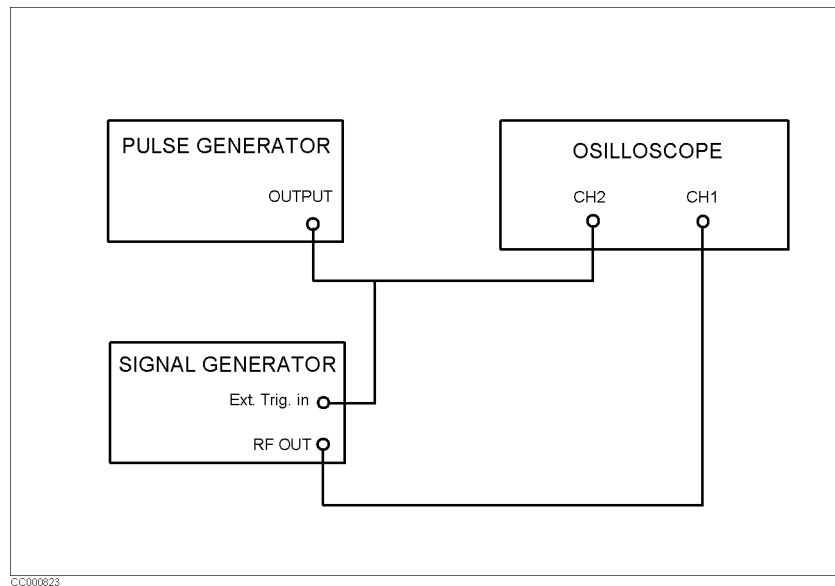 PULSE GENERATOR
OUTPUT
OSILLOSCOPE
CH2 CH1
SIGNAL GENERATOR
Ext. Trig. in
RF OUT
CC000823